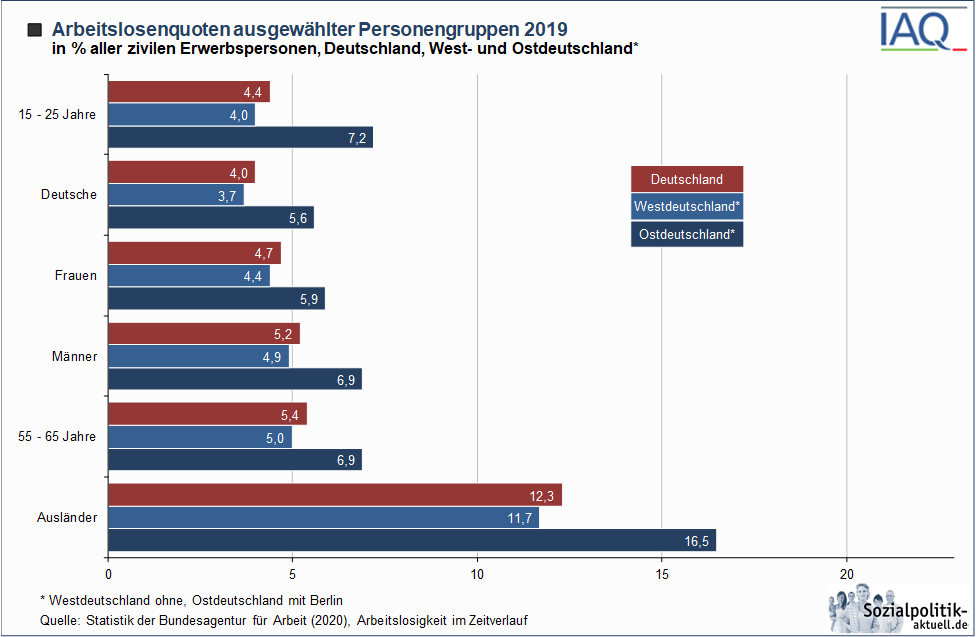 Arbeitslosenquoten ausgewählter Personengruppen 2019
in % aller zivilen Erwerbspersonen, Deutschland, West- und Ostdeutschland*
IAQ
15 - 25 Jahre
4,4
4,0
7,2
Deutsche
4,0
3,7
5,6
Frauen
4,7
4,4
5,9
Männer
5,2
4,9
6,9
55 - 65 Jahre
5,4
5,0
6,9
Ausländer
12,3
11,7
16,5
Deutschland
Westdeutschland*
Ostdeutschland*
0 5 10 15 20
* Westdeutschland ohne, Ostdeutschland mit Berlin
Quelle: Statistik der Bundesagentur für Arbeit (2020), Arbeitslosigkeit im Zeitverlauf
Sozialpolitik-
aktuell.de